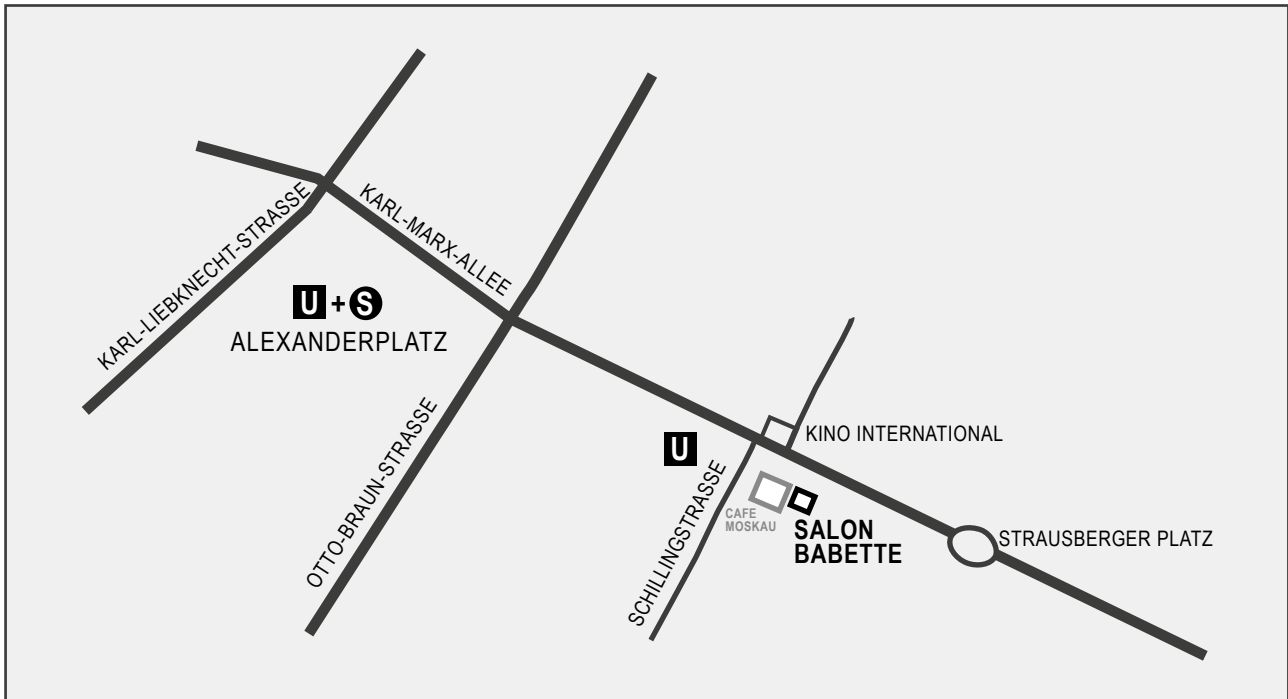 KARL-LIEBKNECHT-STRASSE
KARL-MARX-ALLEE
U + S
ALEXANDERPLATZ
OTTO-BRAUN-STRASSE
U
SCHILLINGSTRASSE
KINO INTERNATIONAL
CAFE
MOSKAU
SALON
BABETTE
STRAUSBERGER PLATZ